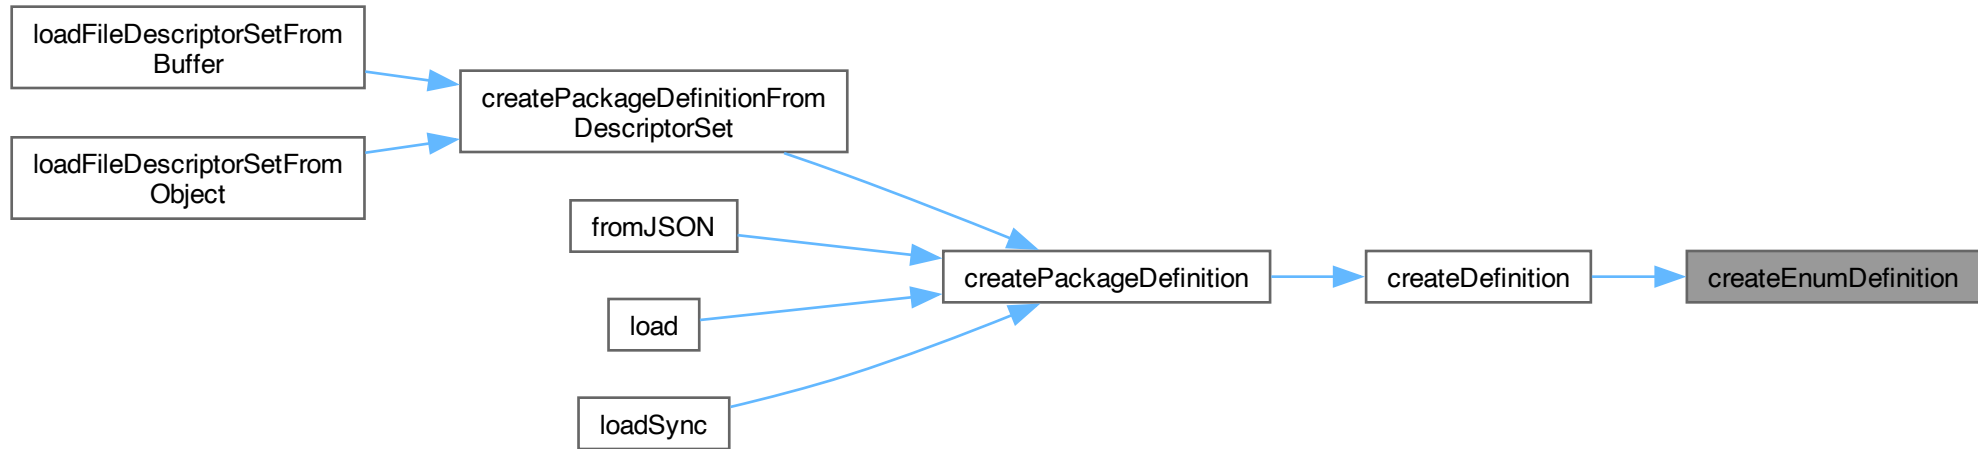 loadFileDescriptorSetFrom
Buffer
createPackageDefinitionFrom
DescriptorSet
loadFileDescriptorSetFrom
Object
fromJSON
createPackageDefinition
createDefinition
createEnumDefinition
load
loadSync